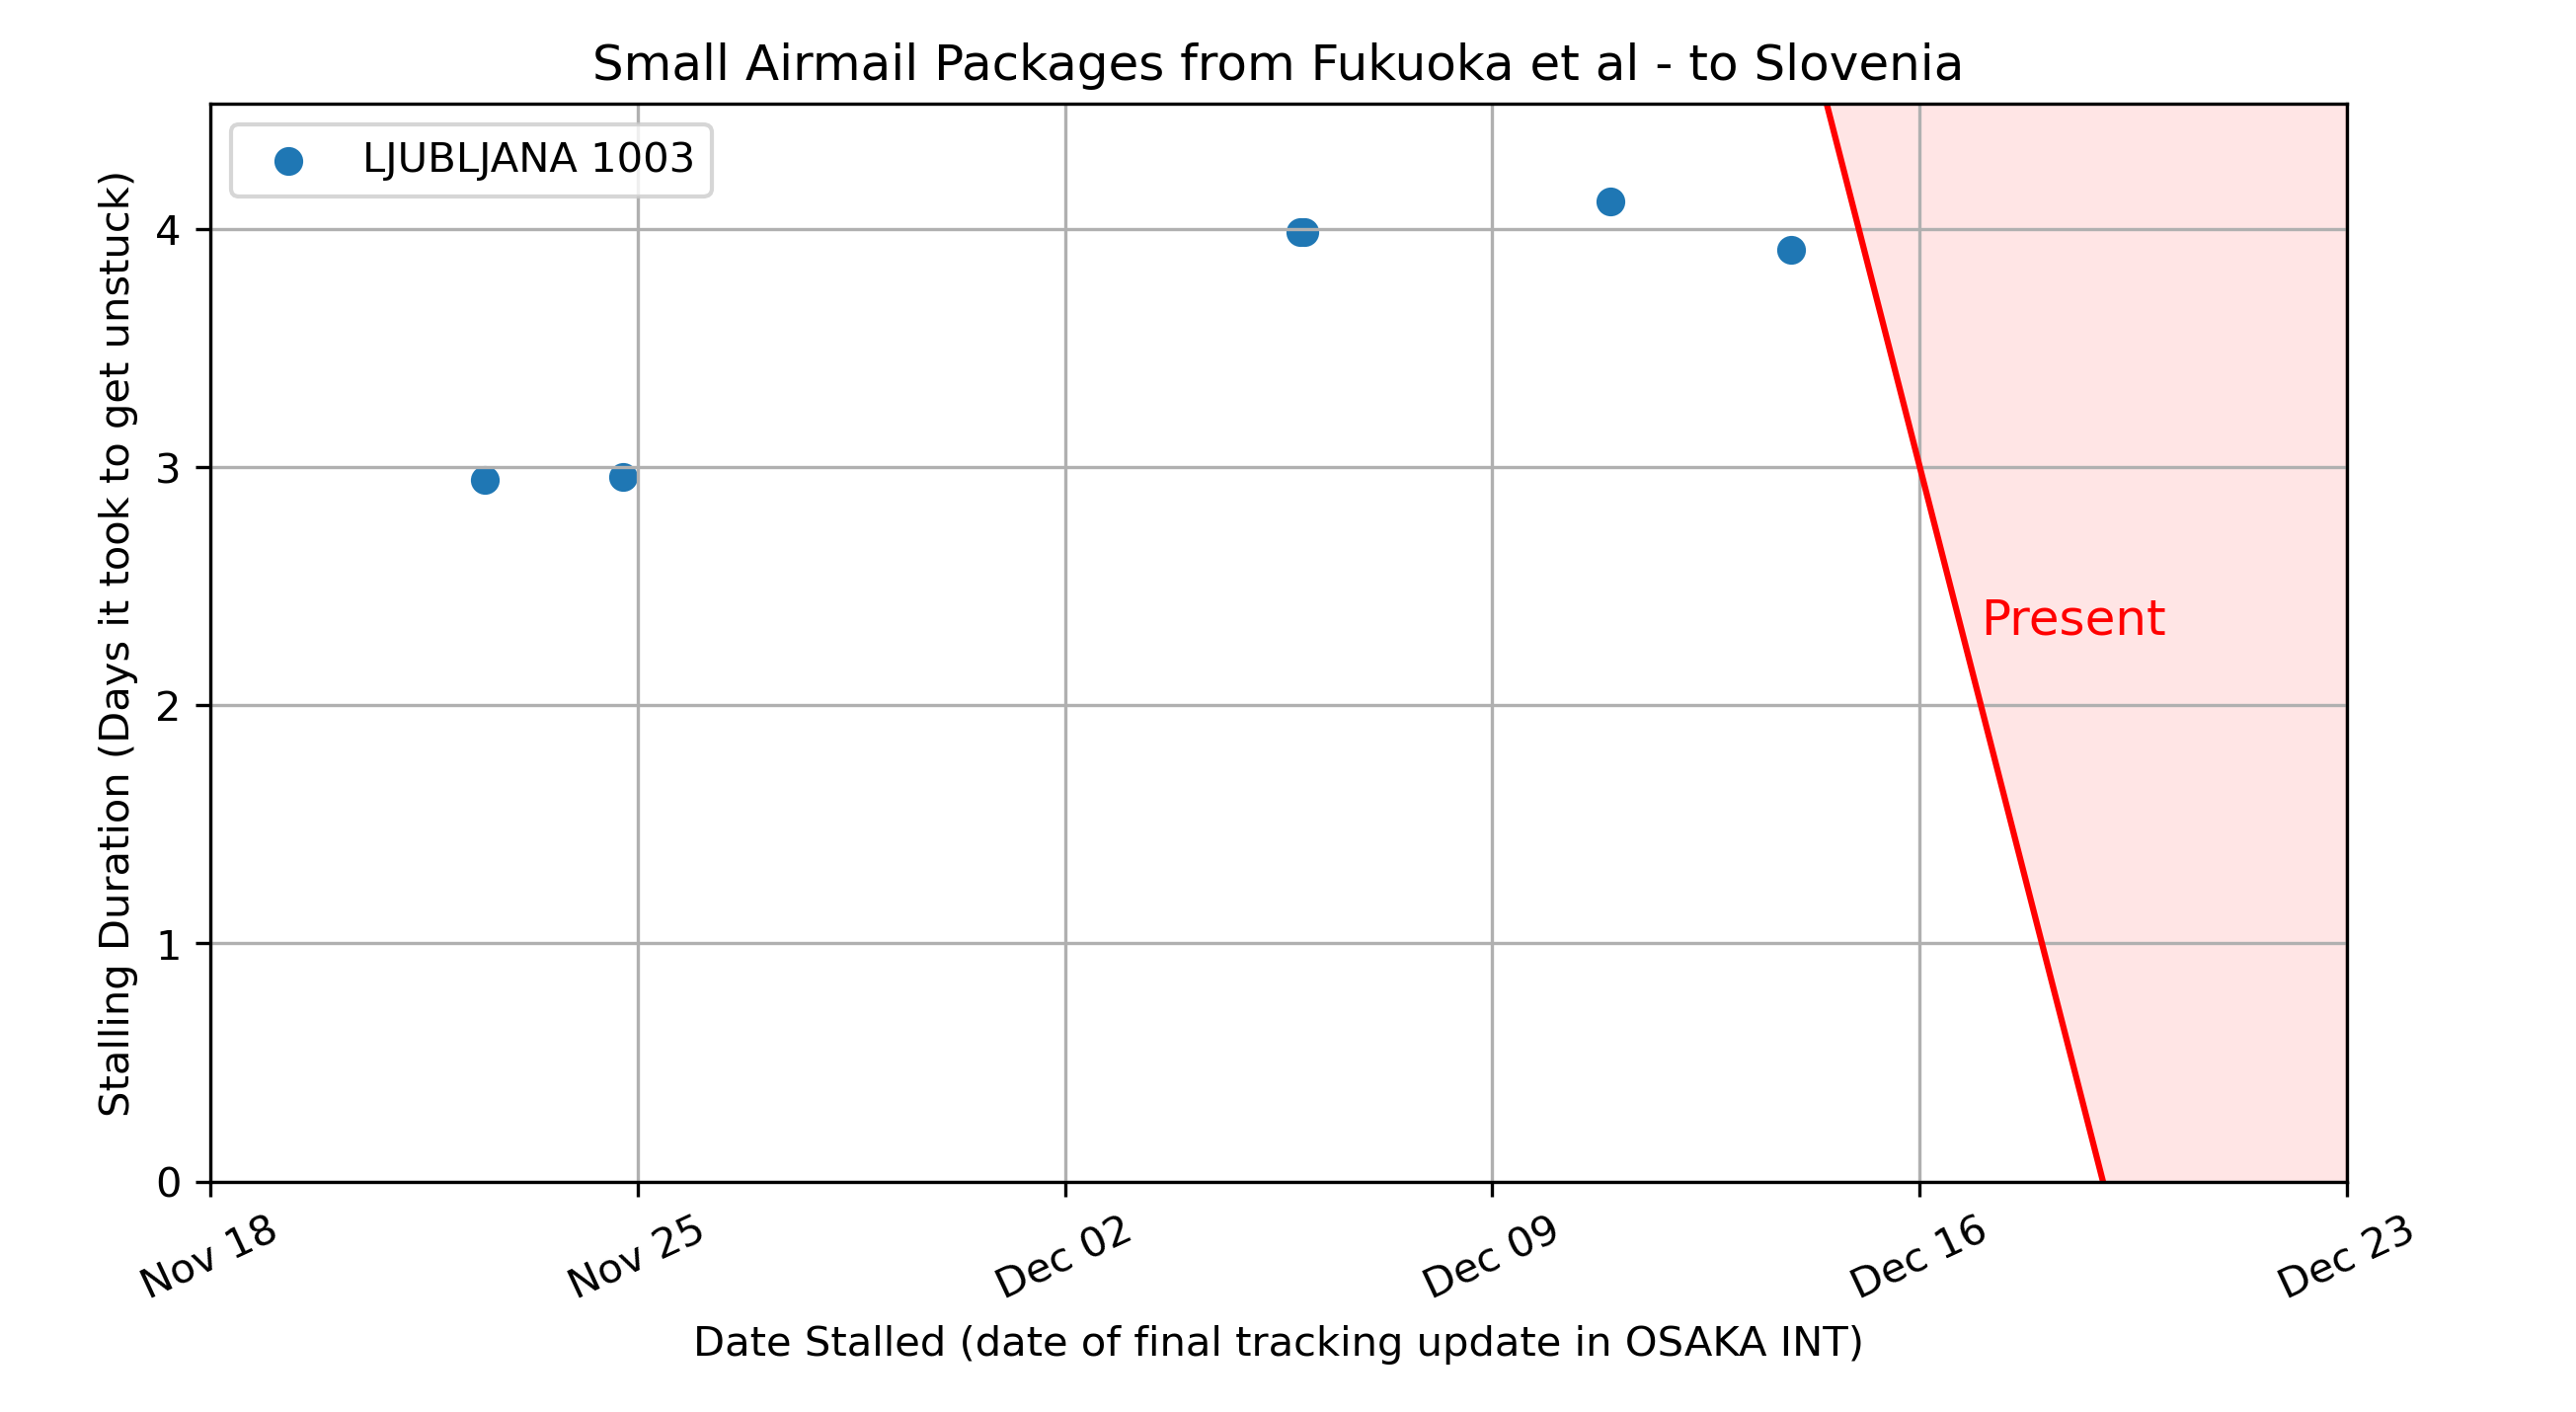 Small Airmail Packages from Fukuoka et al - to Slovenia
LJUBLJANA 1003
Stalling Duration (Days it took to get unstuck)
4
3
2
1
0
Present
Nov 18
Nov 25
Dec 02
Dec 09
Dec 16
Dec 23
Date Stalled (date of final tracking update in OSAKA INT)